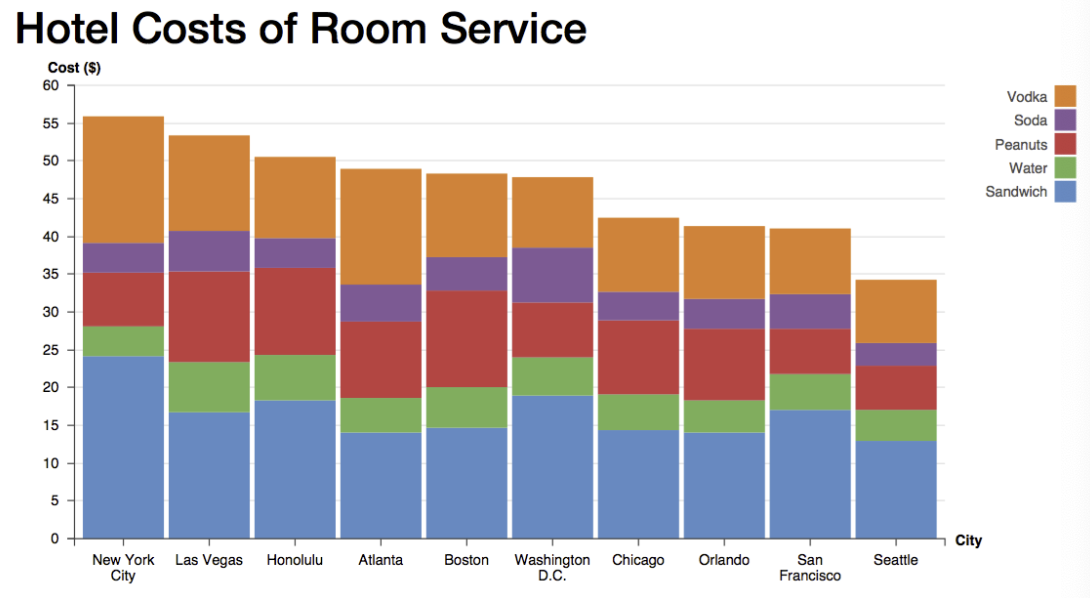 Hotel Costs of Room Service
Cost ($)
60
55
50
45
40
35
30
25
20
15
10
5
0
Vodka
Soda
Peanuts
Water
Sandwich
New York
City
Las Vegas
Honolulu
Atlanta
Boston
Washington
D.C.
Chicago
Orlando
San
Francisco
Seattle
City